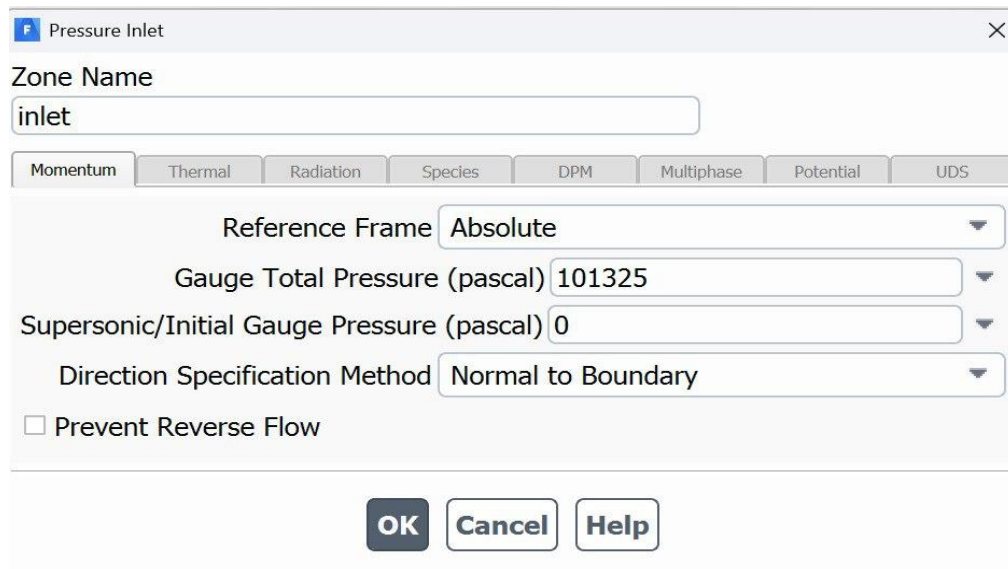 F Pressure Inlet
Zone Name
inlet
Momentum Thermal Radiation Species DPM Multiphase Potential UDS
Reference Frame Absolute
Gauge Total Pressure (pascal) 101325
Supersonic/Initial Gauge Pressure (pascal) 0
Direction Specification Method Normal to Boundary
Prevent Reverse Flow
OK Cancel Help